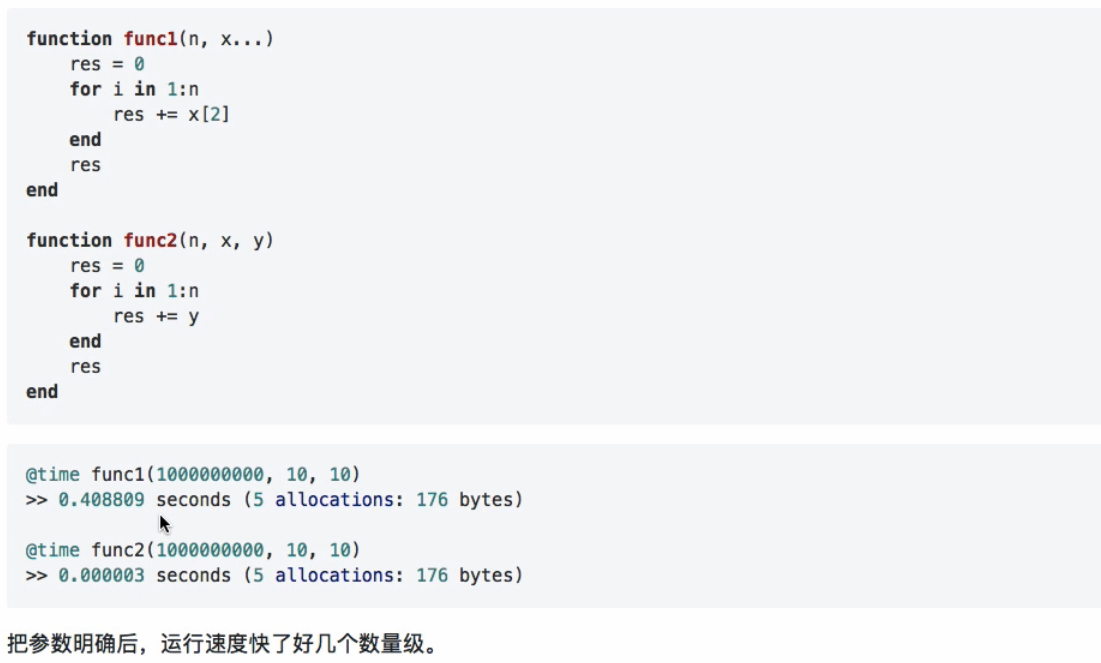 function func1(n, x...)
    res = 0
    for i in 1:n
        res += x[2]
    end
    res
end

function func2(n, x, y)
    res = 0
    for i in 1:n
        res += y
    end
    res
end

@time func1(1000000000, 10, 10)
>> 0.408809 seconds (5 allocations: 176 bytes)

@time func2(1000000000, 10, 10)
>> 0.000003 seconds (5 allocations: 176 bytes)

把参数明确后，运行速度快了好几个数量级。